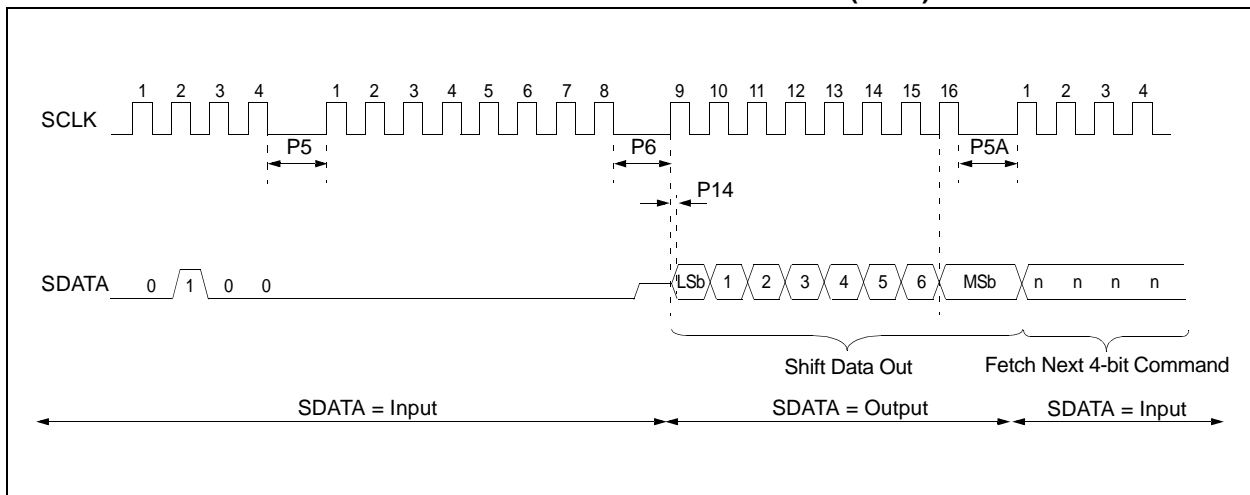 1 2 3 4 1 2 3 4 5 6 7 8 9 10 11 12 13 14 15 16 1 2 3 4
SCLK
P5 P6 P5A
P14
SDATA 0 1 0 0 LSb 1 2 3 4 5 6 MSb n n n n
Shift Data Out Fetch Next 4-bit Command
SDATA = Input SDATA = Output SDATA = Input